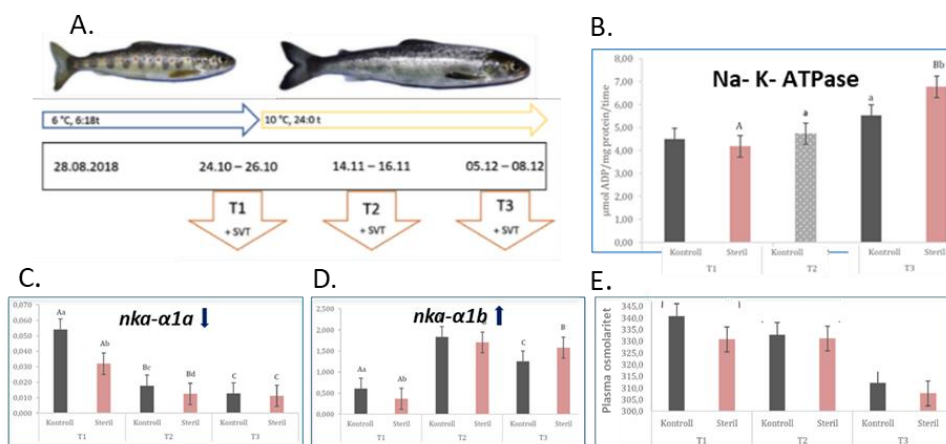 A.
6 °C, 6:18t
10 °C, 24:0 t
28.08.2018
24.10 – 26.10
14.11 – 16.11
05.12 – 08.12
T1
+ SVT
T2
+ SVT
T3
+ SVT
B.
Na- K- ATPase
µmol ADP/mg protein/time
8,00
7,00
6,00
5,00
4,00
3,00
2,00
1,00
0,00
A
a
a
Bb
Kontroll
Steril
Kontroll
Kontroll
Steril
T1
T2
T3
C.
nka-α1a
0,070
0,060
0,050
0,040
0,030
0,020
0,010
0,000
Aa
Ab
Bc
Bd
C
C
Kontroll
Steril
Kontroll
Steril
Kontroll
Steril
T1
T2
T3
D.
nka-α1b
2,500
2,000
1,500
1,000
0,500
0,000
Aa
Ab
C
B
Kontroll
Steril
Kontroll
Steril
Kontroll
Steril
T1
T2
T3
E.
Plasma osmolaritet
345,0
340,0
335,0
330,0
325,0
320,0
315,0
310,0
305,0
300,0
Kontroll
Steril
Kontroll
Steril
Kontroll
Steril
T1
T2
T3